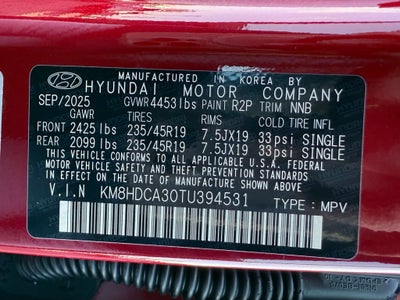 MANUFACTURED IN KOREA BY
HYUNDAI MOTOR COMPANY
SEP/2025 GVWR 4453 lbs PAINT R2P TRIM NNB
GAWR TIRES RIMS COLD TIRE INFL
FRONT 2425 lbs 235/45R19 7.5JX19 33psi SINGLE
REAR 2099 lbs 235/45R19 7.5JX19 33psi SINGLE
THIS VEHICLE CONFORMS TO ALL APPLICABLE U.S.A. FEDERAL
MOTOR VEHICLE SAFETY, BUMPER, AND THEFT PREVENTION
STANDARDS IN EFFECT ON THE DATE OF MANUFACTURE SHOWN ABOVE.
V.I.N KM8HDCA30TU394531 TYPE : MPV